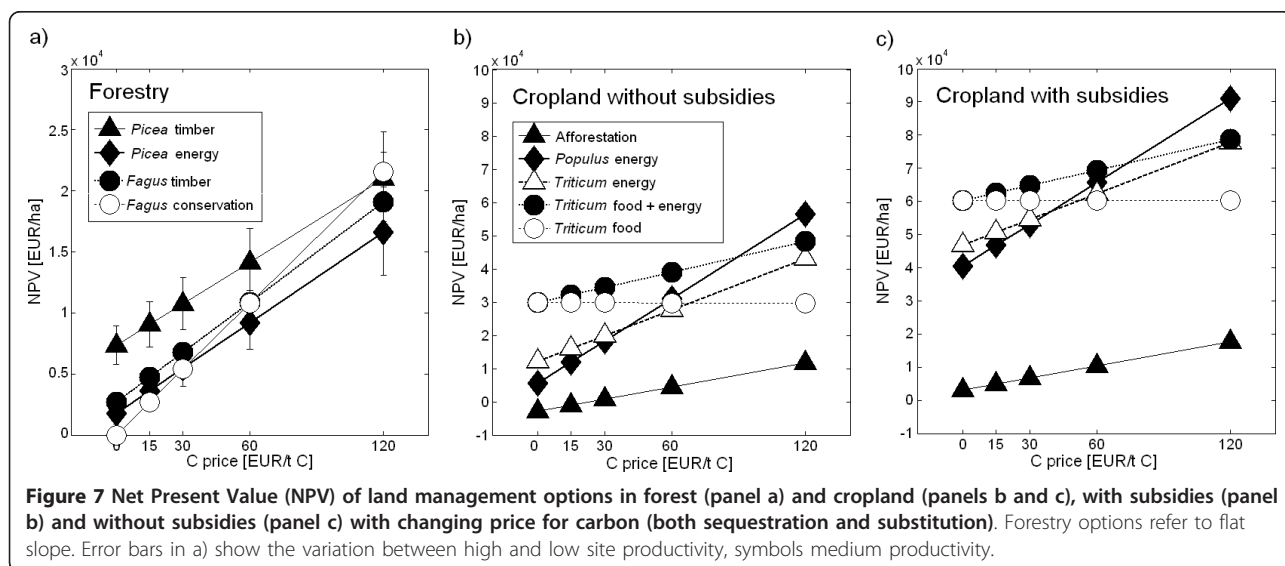 a)
x 10⁴
3
2.5
2
1.5
1
0.5
0
NPV [EUR/ha]
Forestry
Picea timber
Picea energy
Fagus timber
Fagus conservation
0 15 30 60 120
C price [EUR/t C]
b)
x 10⁴
10
9
8
7
6
5
4
3
2
1
0
-1
NPV [EUR/ha]
Cropland without subsidies
Afforestation
Populus energy
Triticum energy
Triticum food + energy
Triticum food
0 15 30 60 120
C price [EUR/t C]
c)
x 10⁴
10
9
8
7
6
5
4
3
2
1
0
-1
NPV [EUR/ha]
Cropland with subsidies
0 15 30 60 120
C price [EUR/t C]
Figure 7 Net Present Value (NPV) of land management options in forest (panel a) and cropland (panels b and c), with subsidies (panel
b) and without subsidies (panel c) with changing price for carbon (both sequestration and substitution). Forestry options refer to flat
slope. Error bars in a) show the variation between high and low site productivity, symbols medium productivity.